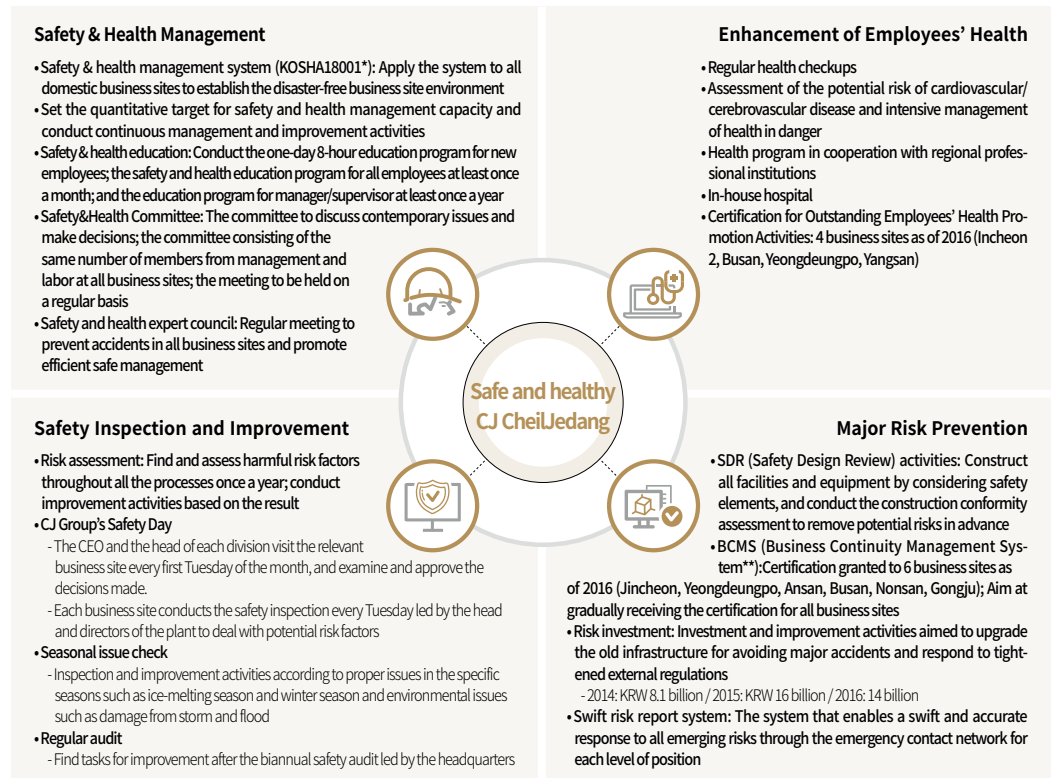 Safety & Health Management
• Safety & health management system (KOSHA18001*): Apply the system to all
domestic business sites to establish the disaster-free business site environment
• Set the quantitative target for safety and health management capacity and
conduct continuous management and improvement activities
• Safety & health education: Conduct the one-day 8-hour education program for new
employees; the safety and health education program for all employees at least once
a month; and the education program for manager/supervisor at least once a year
• Safety&Health Committee: The committee to discuss contemporary issues and
make decisions; the committee consisting of the
same number of members from management and
labor at all business sites; the meeting to be held on
a regular basis
• Safety and health expert council: Regular meeting to
prevent accidents in all business sites and promote
efficient safe management
Enhancement of Employees’ Health
• Regular health checkups
• Assessment of the potential risk of cardiovascular/
cerebrovascular disease and intensive management
of health in danger
• Health program in cooperation with regional profes-
sional institutions
• In-house hospital
• Certification for Outstanding Employees’ Health Pro-
motion Activities: 4 business sites as of 2016 (Incheon
2, Busan, Yeongdeungpo, Yangsan)
Safe and healthy
CJ CheilJedang
Safety Inspection and Improvement
• Risk assessment: Find and assess harmful risk factors
throughout all the processes once a year; conduct
improvement activities based on the result
• CJ Group’s Safety Day
- The CEO and the head of each division visit the relevant
business site every first Tuesday of the month, and examine and approve the
decisions made.
- Each business site conducts the safety inspection every Tuesday led by the head
and directors of the plant to deal with potential risk factors
• Seasonal issue check
- Inspection and improvement activities according to proper issues in the specific
seasons such as ice-melting season and winter season and environmental issues
such as damage from storm and flood
• Regular audit
- Find tasks for improvement after the biannual safety audit led by the headquarters
Major Risk Prevention
• SDR (Safety Design Review) activities: Construct
all facilities and equipment by considering safety
elements, and conduct the construction conformity
assessment to remove potential risks in advance
• BCMS (Business Continuity Management Sys-
tem**):Certification granted to 6 business sites as
of 2016 (Jincheon, Yeongdeungpo, Ansan, Busan, Nonsan, Gongju); Aim at
gradually receiving the certification for all business sites
• Risk investment: Investment and improvement activities aimed to upgrade
the old infrastructure for avoiding major accidents and respond to tight-
ened external regulations
- 2014: KRW 8.1 billion / 2015: KRW 16 billion / 2016: 14 billion
• Swift risk report system: The system that enables a swift and accurate
response to all emerging risks through the emergency contact network for
each level of position